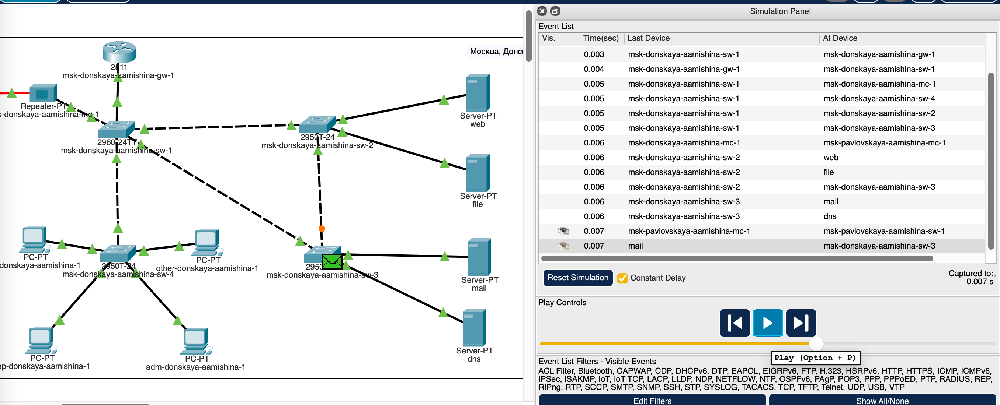 Москва, Донс
2811
msk-donskaya-aamishina-gw-1
Repeater-PT
k-donskaya-aamishina-mc-1
2960-24TT
msk-donskaya-aamishina-sw-1
2950T-24
msk-donskaya-aamishina-sw-2
Server-PT
web
Server-PT
file
PC-PT
donskaya-aamishina-1
PC-PT
other-donskaya-aamishina-1
2950T-24
msk-donskaya-aamishina-sw-4
2950
msk-donskaya-aamishina-sw-3
Server-PT
mail
Server-PT
dns
PC-PT
ep-donskaya-aamishina-1
PC-PT
adm-donskaya-aamishina-1
Simulation Panel
Event List
Vis. Time(sec) Last Device At Device
0.003 msk-donskaya-aamishina-sw-1 msk-donskaya-aamishina-gw-1
0.004 msk-donskaya-aamishina-gw-1 msk-donskaya-aamishina-sw-1
0.005 msk-donskaya-aamishina-sw-1 msk-donskaya-aamishina-mc-1
0.005 msk-donskaya-aamishina-sw-1 msk-donskaya-aamishina-sw-4
0.005 msk-donskaya-aamishina-sw-1 msk-donskaya-aamishina-sw-2
0.005 msk-donskaya-aamishina-sw-1 msk-donskaya-aamishina-sw-3
0.006 msk-donskaya-aamishina-mc-1 msk-pavlovskaya-aamishina-mc-1
0.006 msk-donskaya-aamishina-sw-2 web
0.006 msk-donskaya-aamishina-sw-2 file
0.006 msk-donskaya-aamishina-sw-2 msk-donskaya-aamishina-sw-3
0.006 msk-donskaya-aamishina-sw-3 mail
0.006 msk-donskaya-aamishina-sw-3 dns
0.007 msk-pavlovskaya-aamishina-mc-1 msk-pavlovskaya-aamishina-sw-1
0.007 mail msk-donskaya-aamishina-sw-3
Reset Simulation Constant Delay
Captured to:*
0.007 s
Play Controls
Play (Option + P)
Event List Filters - Visible Events
ACL Filter, Bluetooth, CAPWAP, CDP, DHCPv6, DTP, EAPOL, EIGRPv6, FTP, H.323, HSRPv6, HTTP, HTTPS, ICMP, ICMPv6,
IPSec, ISAKMP, IoT, IoT TCP, LACP, LLDP, NDP, NETFLOW, NTP, OSPFv6, PAgP, POP3, PPP, PPPoED, PTP, RADIUS, REP,
RIPng, RTP, SCCP, SMTP, SNMP, SSH, STP, SYSLOG, TACACS, TCP, TFTP, Telnet, UDP, USB, VTP
Edit Filters Show All/None